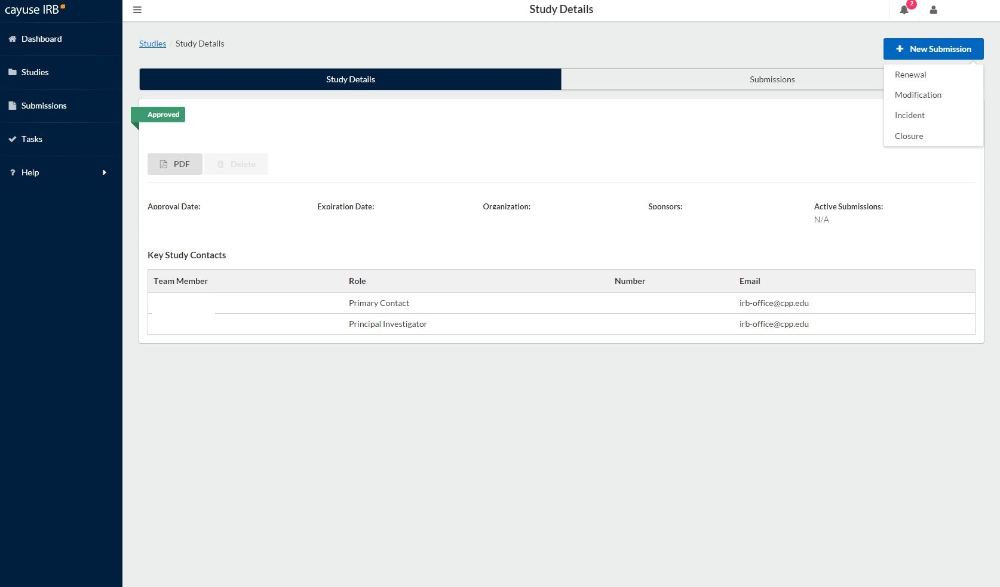 cayuse IRB
Study Details
2
Dashboard
Studies
Submissions
Tasks
? Help
Studies / Study Details
+ New Submission
Renewal
Modification
Incident
Closure
Study Details
Submissions
Approved
PDF
Delete
Approval Date:
Expiration Date:
Organization:
Sponsors:
Active Submissions:
N/A
Key Study Contacts
Team Member Role Number Email
Primary Contact irb-office@cpp.edu
Principal Investigator irb-office@cpp.edu